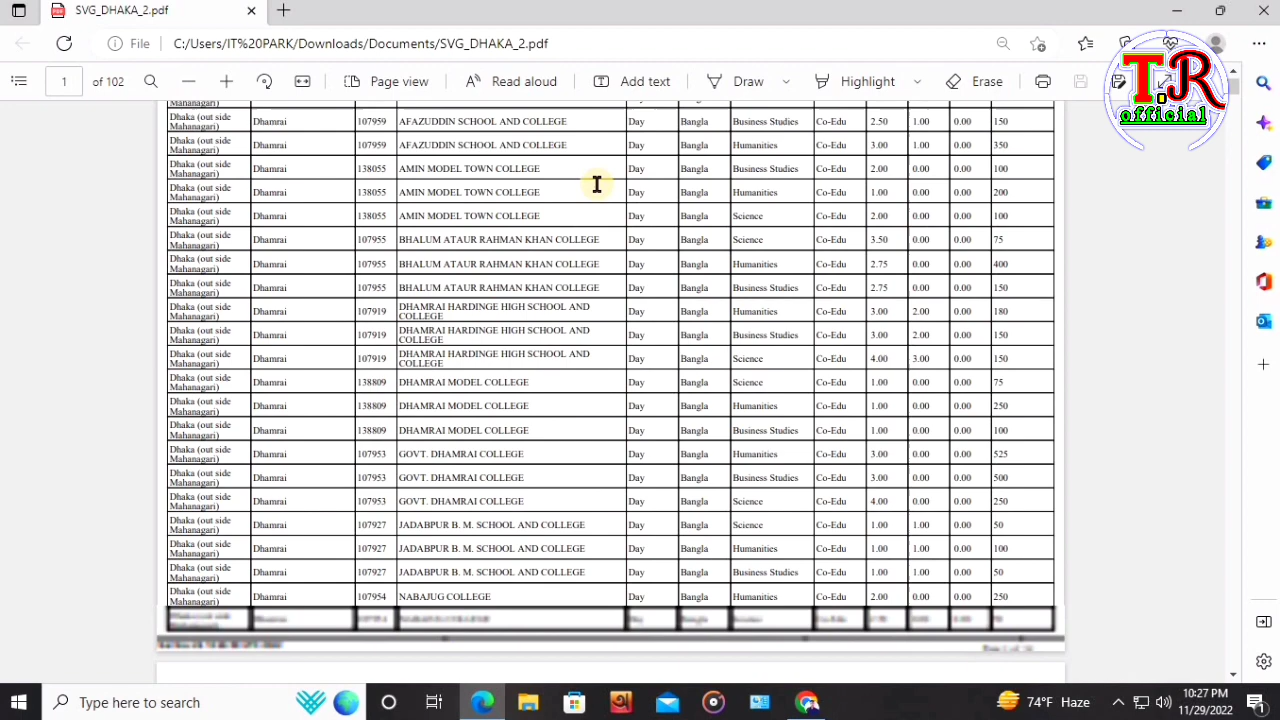 SVG_DHAKA_2.pdf
File C:/Users/IT%20PARK/Downloads/Documents/SVG_DHAKA_2.pdf
1 of 102 Page Read aloud Add text Draw Highlight Erase
T.R
official
Mahanagari)
Dhaka (out side Mahanagari) Dhamrai 107959 AFAZUDDIN SCHOOL AND COLLEGE Day Bangla Business Studies Co-Edu 2.50 1.00 0.00 150
Dhaka (out side Mahanagari) Dhamrai 107959 AFAZUDDIN SCHOOL AND COLLEGE Day Bangla Humanities Co-Edu 3.00 1.00 0.00 350
Dhaka (out side Mahanagari) Dhamrai 138055 AMIN MODEL TOWN COLLEGE Day Bangla Business Studies Co-Edu 2.00 0.00 0.00 100
Dhaka (out side Mahanagari) Dhamrai 138055 AMIN MODEL TOWN COLLEGE Day Bangla Humanities Co-Edu 1.00 0.00 0.00 200
Dhaka (out side Mahanagari) Dhamrai 138055 AMIN MODEL TOWN COLLEGE Day Bangla Science Co-Edu 2.00 0.00 0.00 100
Dhaka (out side Mahanagari) Dhamrai 107955 BHALUM ATAUR RAHMAN KHAN COLLEGE Day Bangla Science Co-Edu 3.50 0.00 0.00 75
Dhaka (out side Mahanagari) Dhamrai 107955 BHALUM ATAUR RAHMAN KHAN COLLEGE Day Bangla Humanities Co-Edu 2.75 0.00 0.00 400
Dhaka (out side Mahanagari) Dhamrai 107955 BHALUM ATAUR RAHMAN KHAN COLLEGE Day Bangla Business Studies Co-Edu 2.75 0.00 0.00 150
Dhaka (out side Mahanagari) Dhamrai 107919 DHAMRAI HARDINGE HIGH SCHOOL AND COLLEGE Day Bangla Humanities Co-Edu 3.00 2.00 0.00 180
Dhaka (out side Mahanagari) Dhamrai 107919 DHAMRAI HARDINGE HIGH SCHOOL AND COLLEGE Day Bangla Business Studies Co-Edu 3.00 2.00 0.00 150
Dhaka (out side Mahanagari) Dhamrai 107919 DHAMRAI HARDINGE HIGH SCHOOL AND COLLEGE Day Bangla Science Co-Edu 4.00 3.00 0.00 150
Dhaka (out side Mahanagari) Dhamrai 138809 DHAMRAI MODEL COLLEGE Day Bangla Science Co-Edu 1.00 0.00 0.00 75
Dhaka (out side Mahanagari) Dhamrai 138809 DHAMRAI MODEL COLLEGE Day Bangla Humanities Co-Edu 1.00 0.00 0.00 250
Dhaka (out side Mahanagari) Dhamrai 138809 DHAMRAI MODEL COLLEGE Day Bangla Business Studies Co-Edu 1.00 0.00 0.00 100
Dhaka (out side Mahanagari) Dhamrai 107953 GOVT. DHAMRAI COLLEGE Day Bangla Humanities Co-Edu 3.00 0.00 0.00 525
Dhaka (out side Mahanagari) Dhamrai 107953 GOVT. DHAMRAI COLLEGE Day Bangla Business Studies Co-Edu 3.00 0.00 0.00 500
Dhaka (out side Mahanagari) Dhamrai 107953 GOVT. DHAMRAI COLLEGE Day Bangla Science Co-Edu 4.00 0.00 0.00 250
Dhaka (out side Mahanagari) Dhamrai 107927 JADABPUR B. M. SCHOOL AND COLLEGE Day Bangla Science Co-Edu 1.00 1.00 0.00 50
Dhaka (out side Mahanagari) Dhamrai 107927 JADABPUR B. M. SCHOOL AND COLLEGE Day Bangla Humanities Co-Edu 1.00 1.00 0.00 100
Dhaka (out side Mahanagari) Dhamrai 107927 JADABPUR B. M. SCHOOL AND COLLEGE Day Bangla Business Studies Co-Edu 1.00 1.00 0.00 50
Dhaka (out side Mahanagari) Dhamrai 107954 NABAJUG COLLEGE Day Bangla Humanities Co-Edu 2.00 0.00 0.00 250
Type here to search 74°F Haze 10:27 PM
11/29/2022